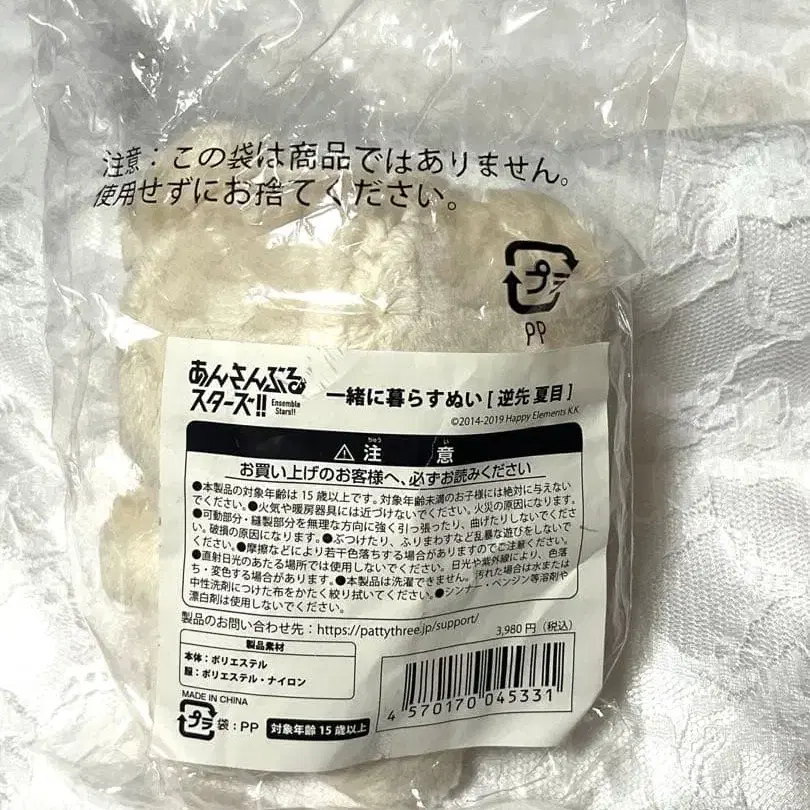 注意：この袋は商品ではありません。
使用せずにお捨てください。
プラ
PP
あんさんぶる
スターズ!!
Ensemble
Stars!!
一緒に暮らすぬい [ 逆先 夏目 ]
©2014-2019 Happy Elements K.K
ちゅう い
⚠注 意
お買い上げのお客様へ、必ずお読みください
●本製品の対象年齢は15歳以上です。対象年齢未満のお子様には絶対に与えない
でください。●火気や暖房器具には近づけないでください。火災の原因になります。
●可動部分・縫製部分を無理な方向に強く引っ張ったり、曲げたりしないでくださ
い。破損の原因になります。●ぶつけたり、ふりまわすなど乱暴な遊びをしないで
ください。●摩擦などにより若干色落ちする場合がありますのでご注意ください。
●直射日光のあたる場所では使用しないでください。日光や紫外線により、色落
ち・変色する場合があります。●本製品は洗濯できません。汚れた場合は水または
中性洗剤につけた布をかたく絞り拭いてください。●シンナー・ベンジン等溶剤や
漂白剤は使用しないでください。
製品のお問い合わせ先：https://pattythree.jp/support/
3,980円（税込）
製品素材
本体：ポリエステル
服：ポリエステル・ナイロン
MADE IN CHINA
プラ 袋：PP
対象年齢15歳以上
4 570170 045331